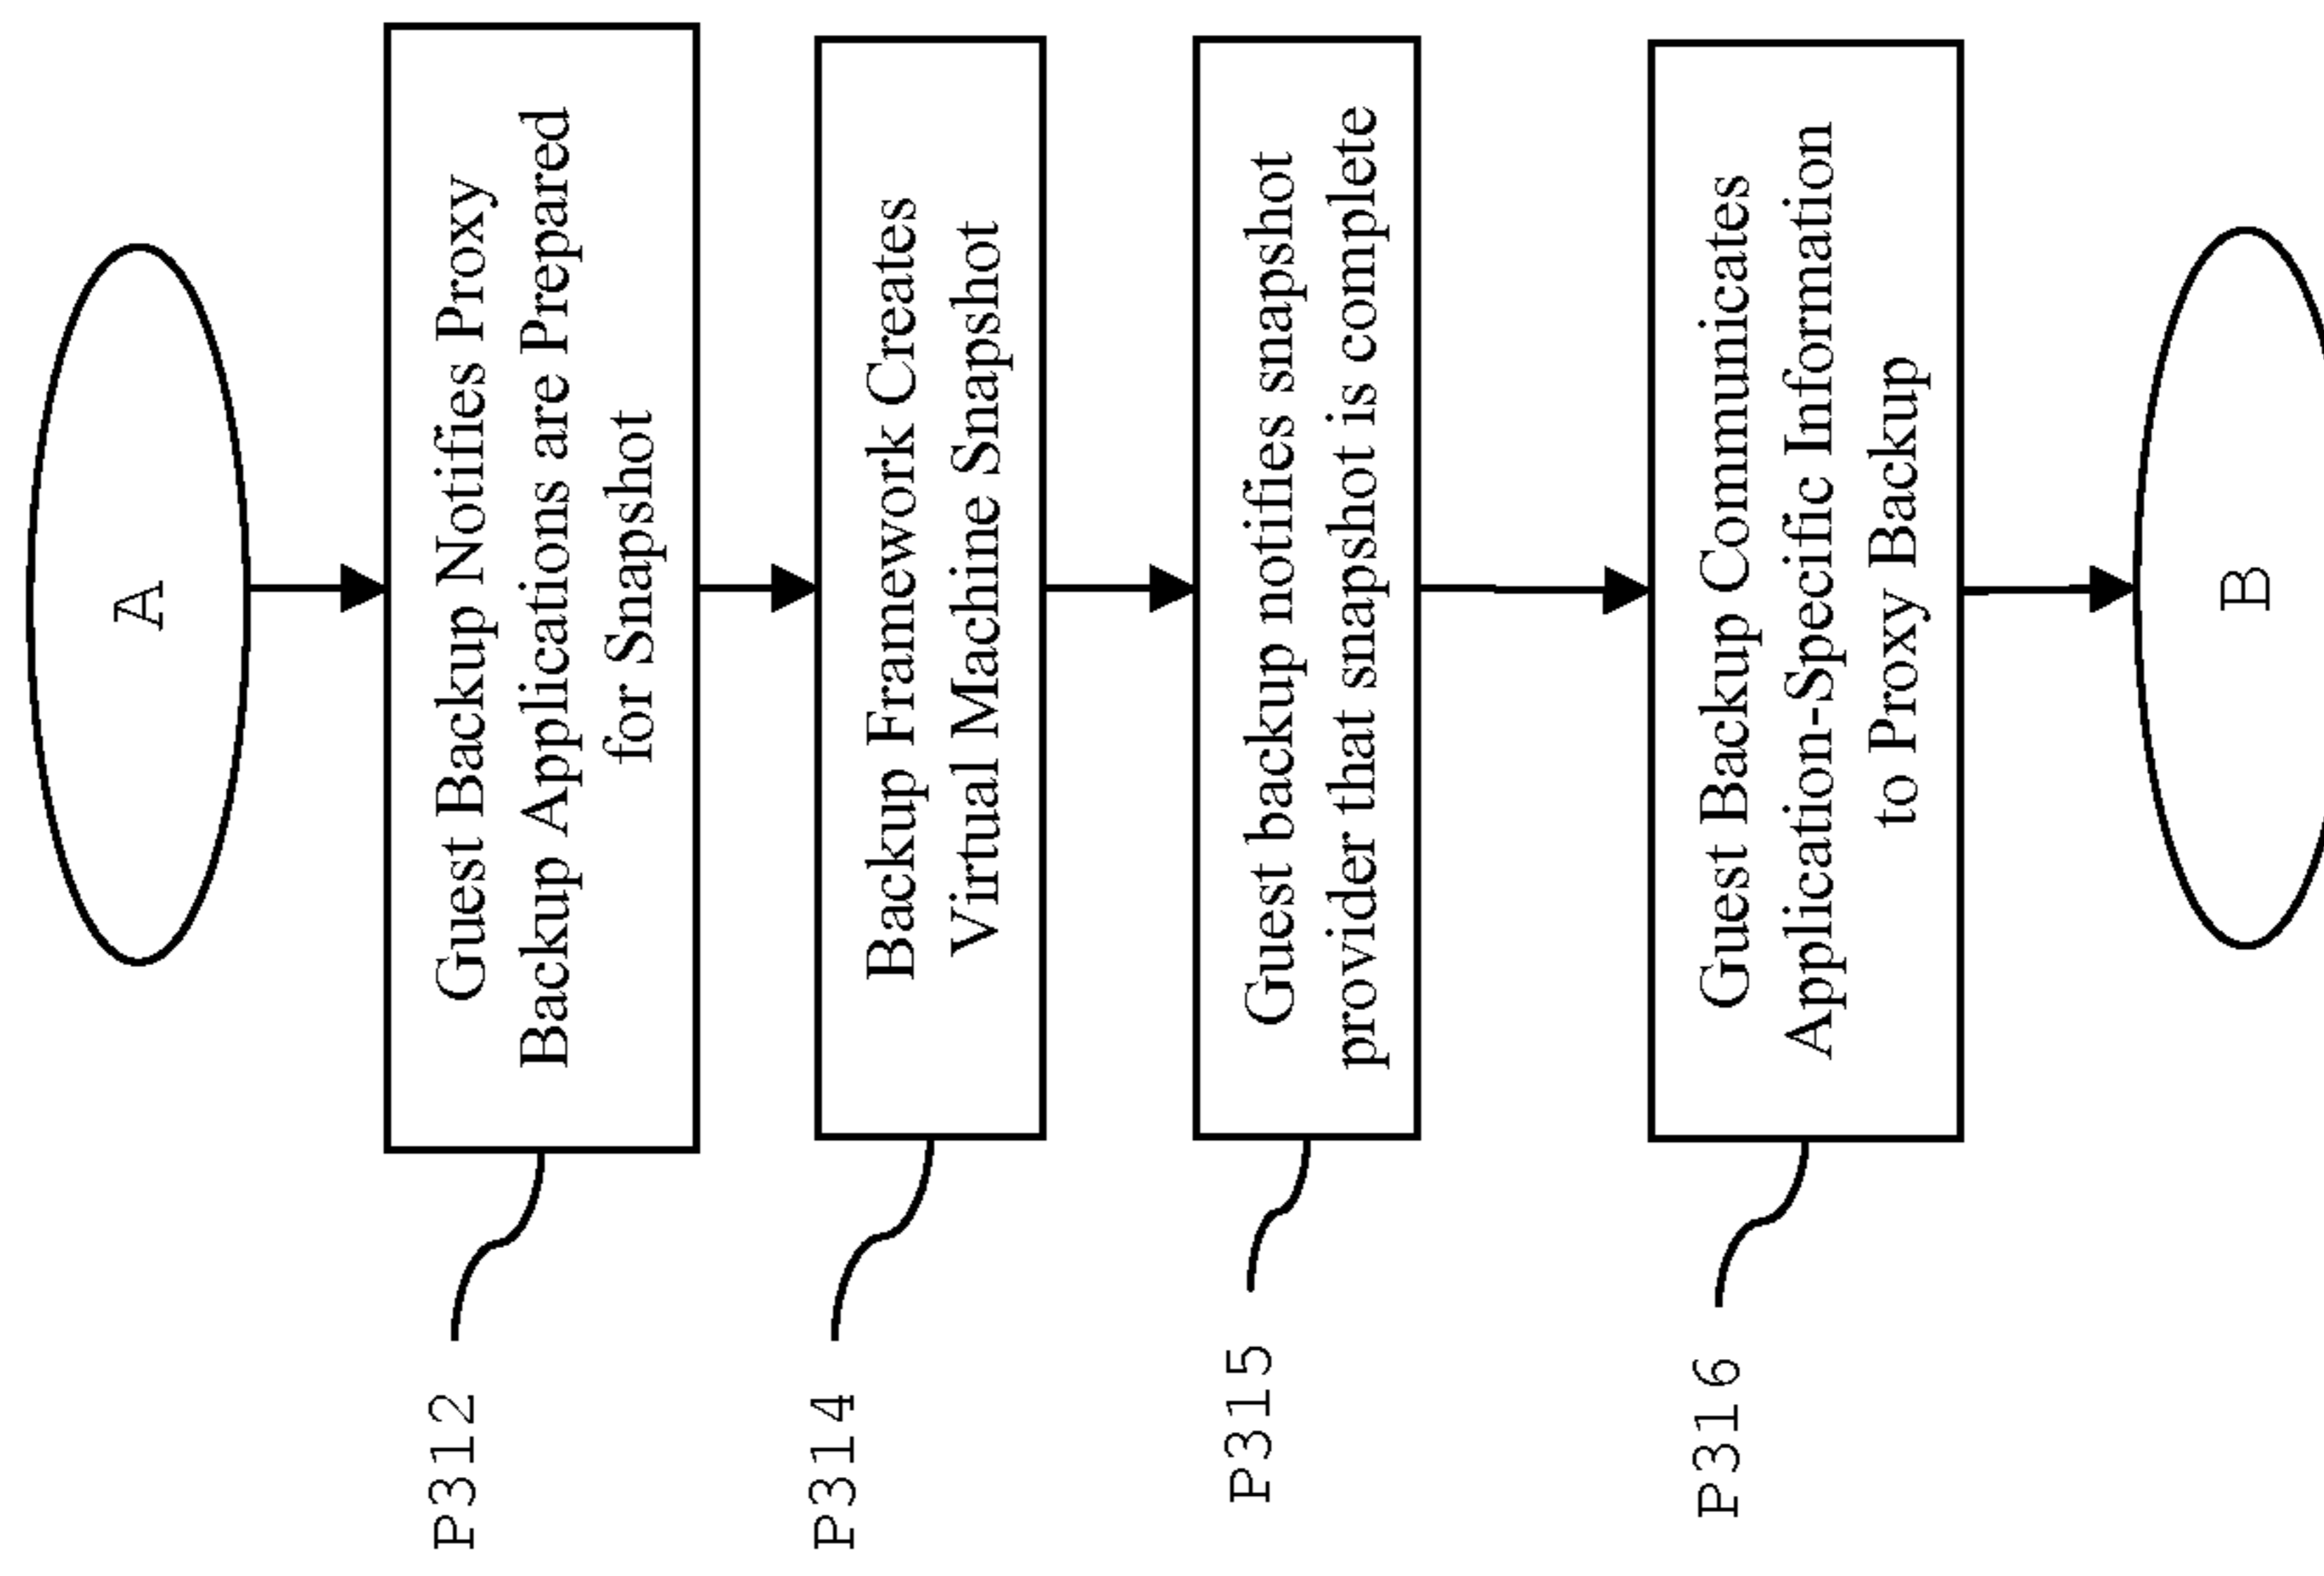 A
Guest Backup Notifies Proxy
Backup Applications are Prepared
for Snapshot
P312
Backup Framework Creates
Virtual Machine Snapshot
P314
Guest backup notifies snapshot
provider that snapshot is complete
P315
Guest Backup Communicates
Application-Specific Information
to Proxy Backup
P316
B